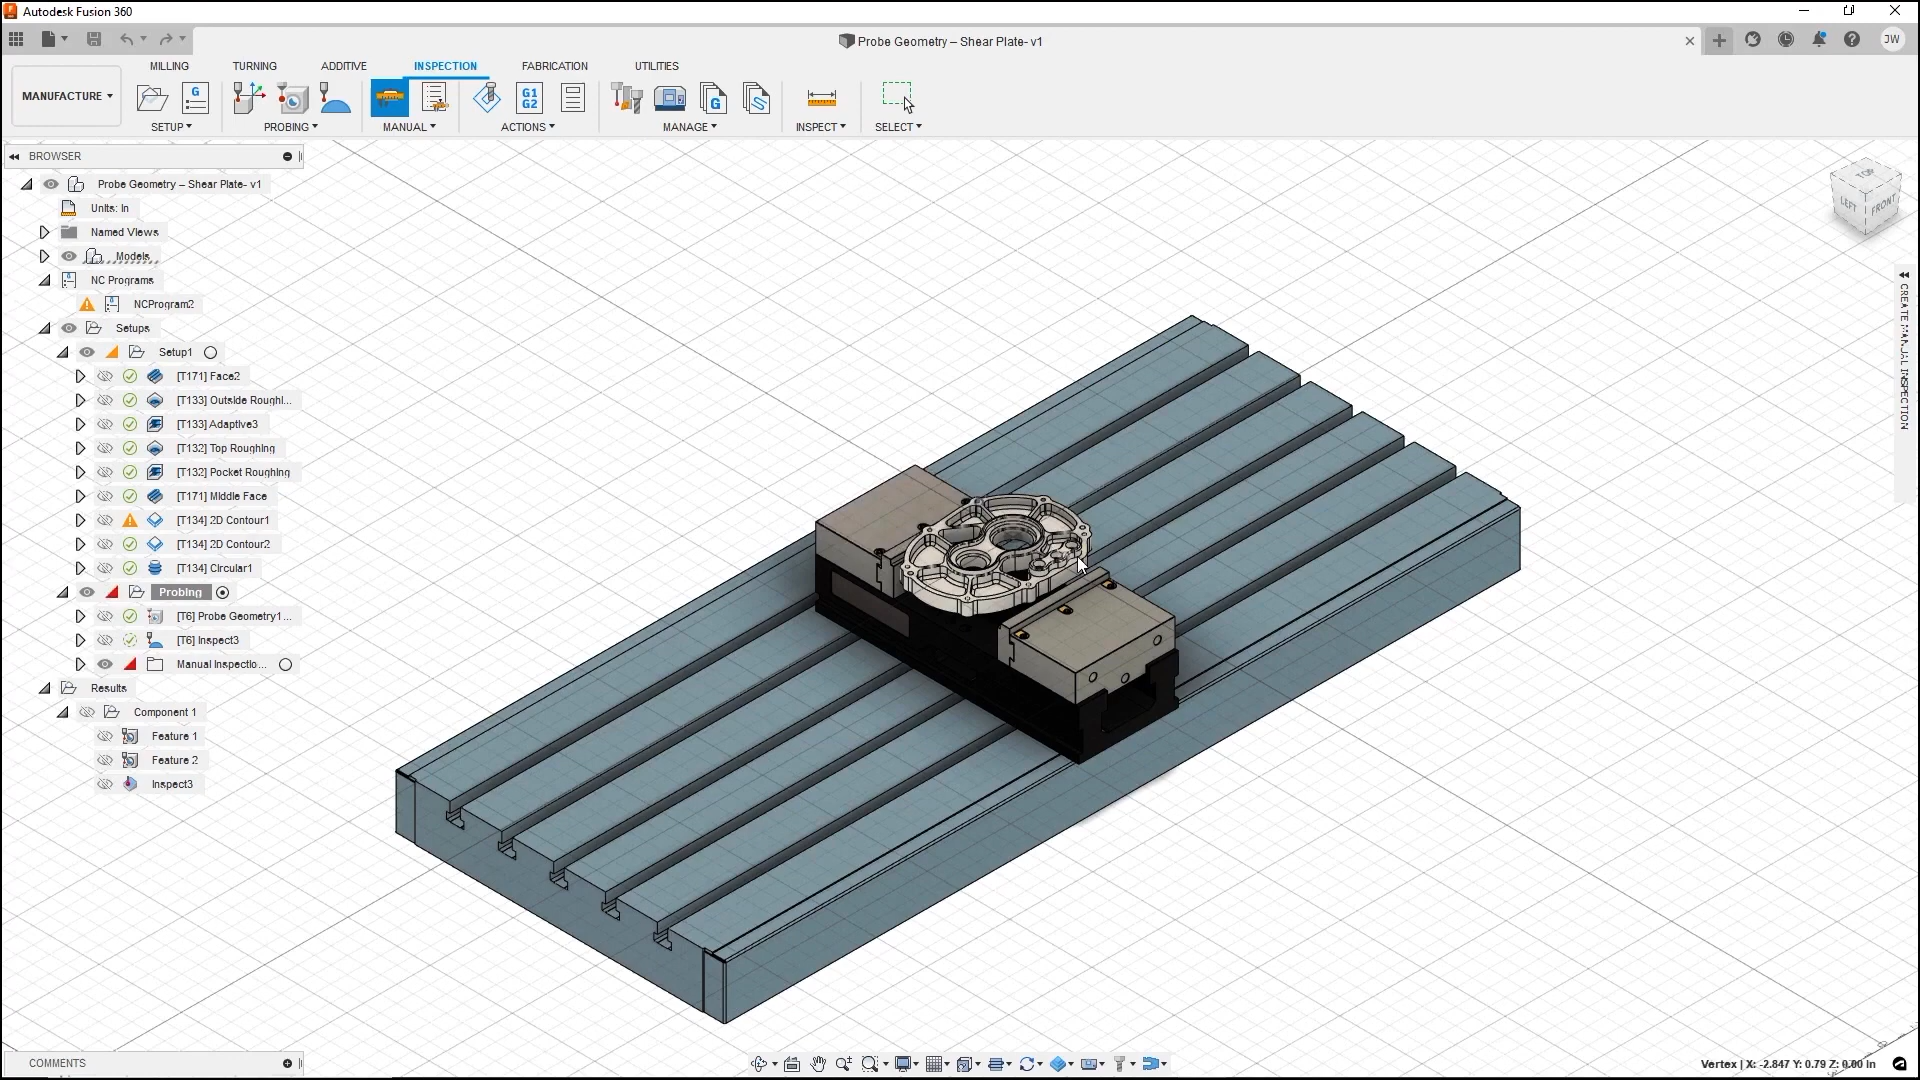 Autodesk Fusion 360
Probe Geometry – Shear Plate- v1
JW
MILLING TURNING ADDITIVE INSPECTION FABRICATION UTILITIES
MANUFACTURE
G
G1
G2
G
SETUP PROBING MANUAL ACTIONS MANAGE INSPECT SELECT
BROWSER
Probe Geometry – Shear Plate- v1
Units: in
Named Views
Models
NC Programs
NCProgram2
Setups
Setup1
[T171] Face2
[T133] Outside Roughi...
[T133] Adaptive3
[T132] Top Roughing
[T132] Pocket Roughing
[T171] Middle Face
[T134] 2D Contour1
[T134] 2D Contour2
[T134] Circular1
Probing
[T6] Probe Geometry1...
[T6] Inspect3
Manual Inspectio...
Results
Component 1
Feature 1
Feature 2
Inspect3
TOP
LEFT
FRONT
CREATE MANUAL INSPECTION
COMMENTS
Vertex | X: -2.847 Y: 0.79 Z: 0.00 in